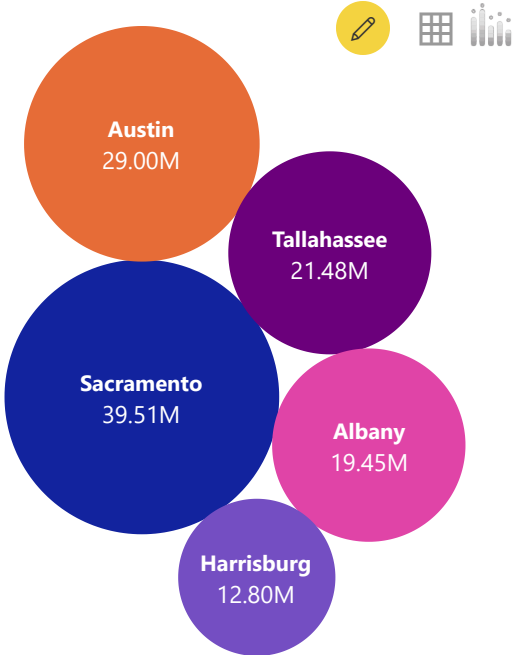 Austin
29.00M
Tallahassee
21.48M
Sacramento
39.51M
Albany
19.45M
Harrisburg
12.80M